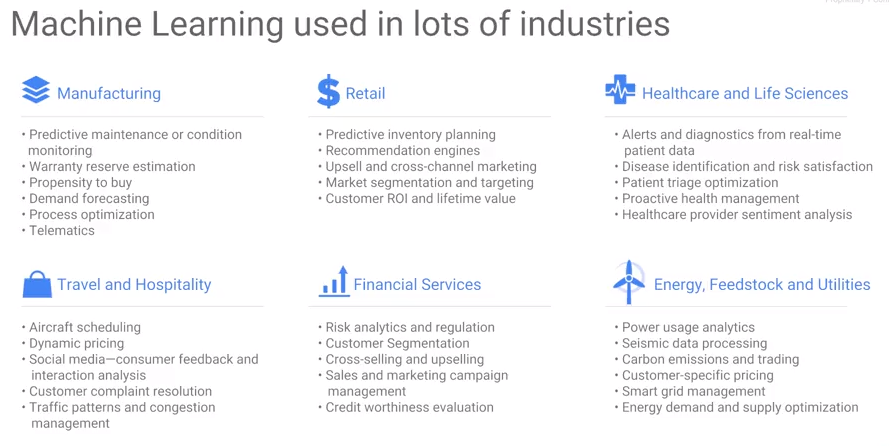 Machine Learning used in lots of industries
Manufacturing
• Predictive maintenance or condition
monitoring
• Warranty reserve estimation
• Propensity to buy
• Demand forecasting
• Process optimization
• Telematics
Retail
• Predictive inventory planning
• Recommendation engines
• Upsell and cross-channel marketing
• Market segmentation and targeting
• Customer ROI and lifetime value
Healthcare and Life Sciences
• Alerts and diagnostics from real-time
patient data
• Disease identification and risk satisfaction
• Patient triage optimization
• Proactive health management
• Healthcare provider sentiment analysis
Travel and Hospitality
• Aircraft scheduling
• Dynamic pricing
• Social media—consumer feedback and
interaction analysis
• Customer complaint resolution
• Traffic patterns and congestion
management
Financial Services
• Risk analytics and regulation
• Customer Segmentation
• Cross-selling and upselling
• Sales and marketing campaign
management
• Credit worthiness evaluation
Energy, Feedstock and Utilities
• Power usage analytics
• Seismic data processing
• Carbon emissions and trading
• Customer-specific pricing
• Smart grid management
• Energy demand and supply optimization